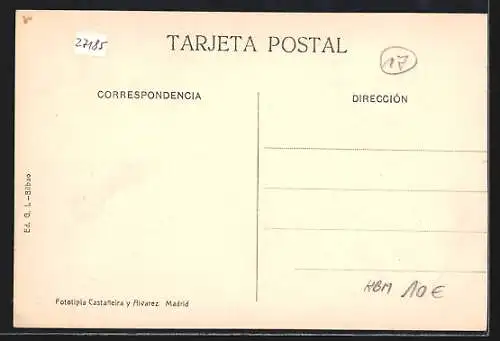 27185
TARJETA POSTAL
17
CORRESPONDENCIA
DIRECCIÓN
Ed. G. I. - Bilbao
Fototipia Castañeira y Alvarez Madrid
HBM 10 €